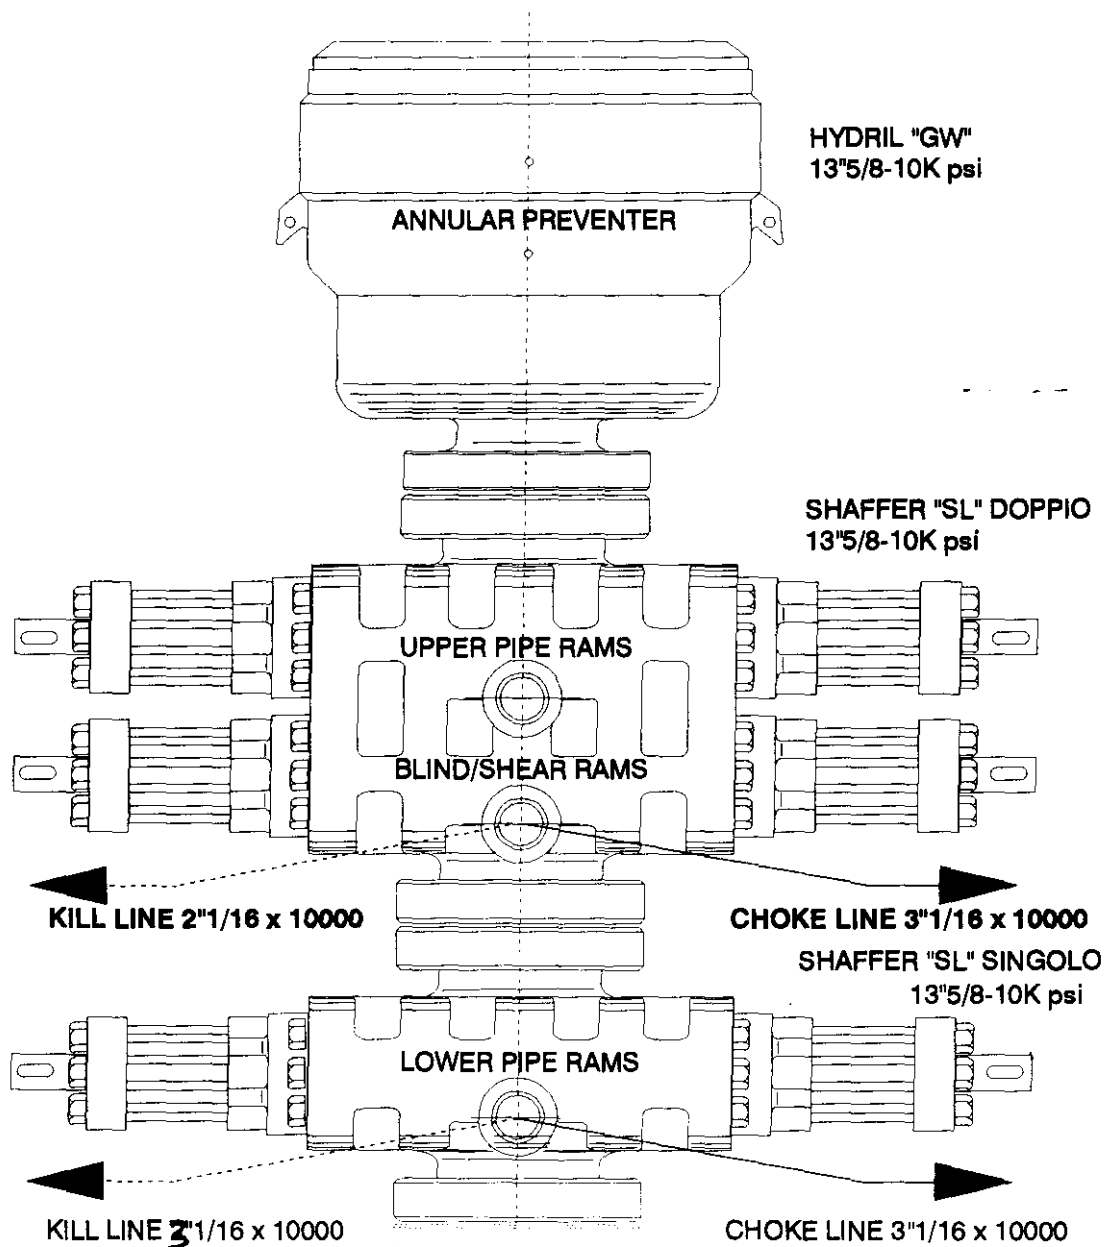 HYDRIL "GW"
13"5/8-10K psi
ANNULAR PREVENTER
SHAFFER "SL" DOPPIO
13"5/8-10K psi
UPPER PIPE RAMS
BLIND/SHEAR RAMS
KILL LINE 2"1/16 x 10000
CHOKE LINE 3"1/16 x 10000
SHAFFER "SL" SINGOLO
13"5/8-10K psi
LOWER PIPE RAMS
KILL LINE 3"1/16 x 10000
CHOKE LINE 3"1/16 x 10000